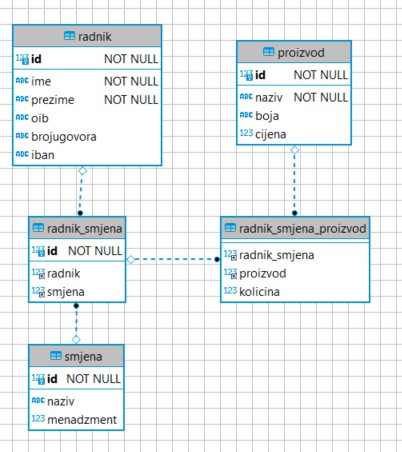 radnik
123 id NOT NULL
ABC ime NOT NULL
ABC prezime NOT NULL
ABC oib
ABC brojugovora
ABC iban
proizvod
123 id NOT NULL
ABC naziv NOT NULL
ABC boja
123 cijena
radnik_smjena
123 id NOT NULL
123 radnik
123 smjena
radnik_smjena_proizvod
123 radnik_smjena
123 proizvod
123 kolicina
smjena
123 id NOT NULL
ABC naziv
123 menadzment